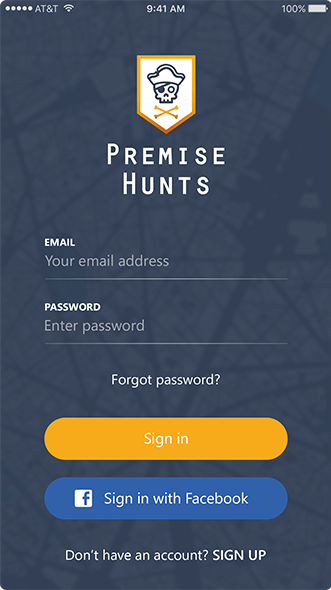 AT&T 9:41 AM 100%
PREMISE
HUNTS
EMAIL
Your email address
PASSWORD
Enter password
Forgot password?
Sign in
f Sign in with Facebook
Don't have an account? SIGN UP